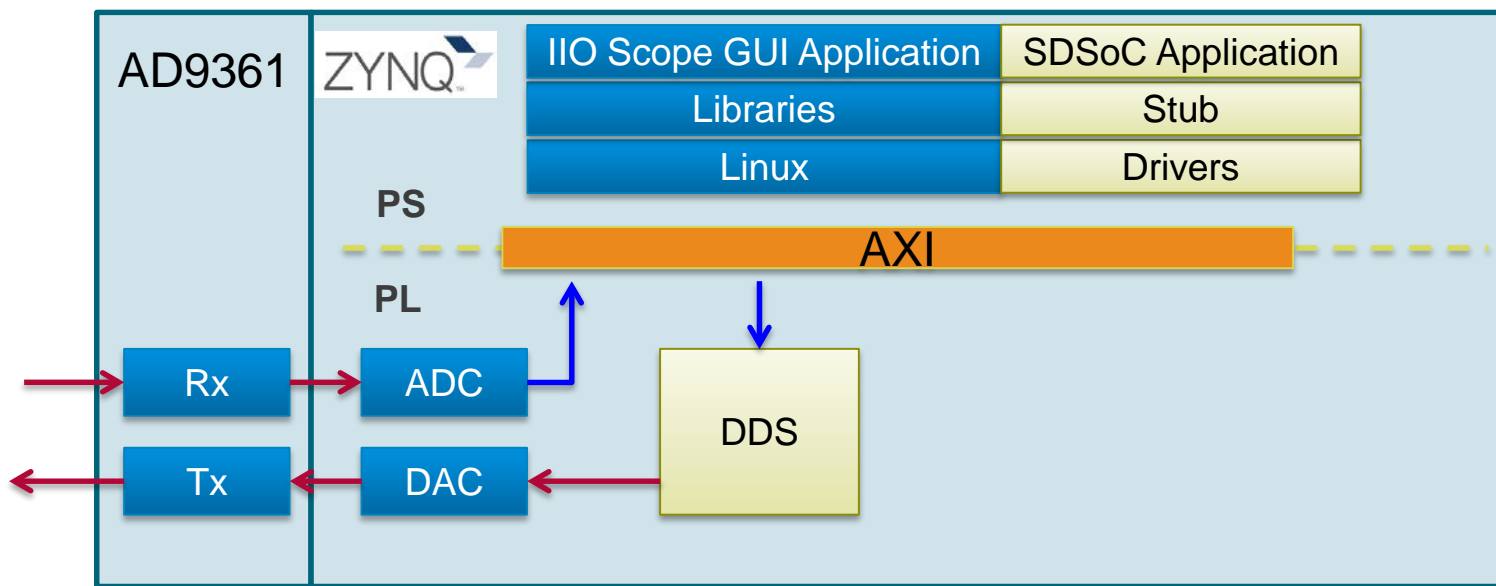 AD9361
ZYNQ™
IIO Scope GUI Application
SDSoC Application
Libraries
Stub
Linux
Drivers
PS
AXI
PL
Rx
ADC
DDS
Tx
DAC